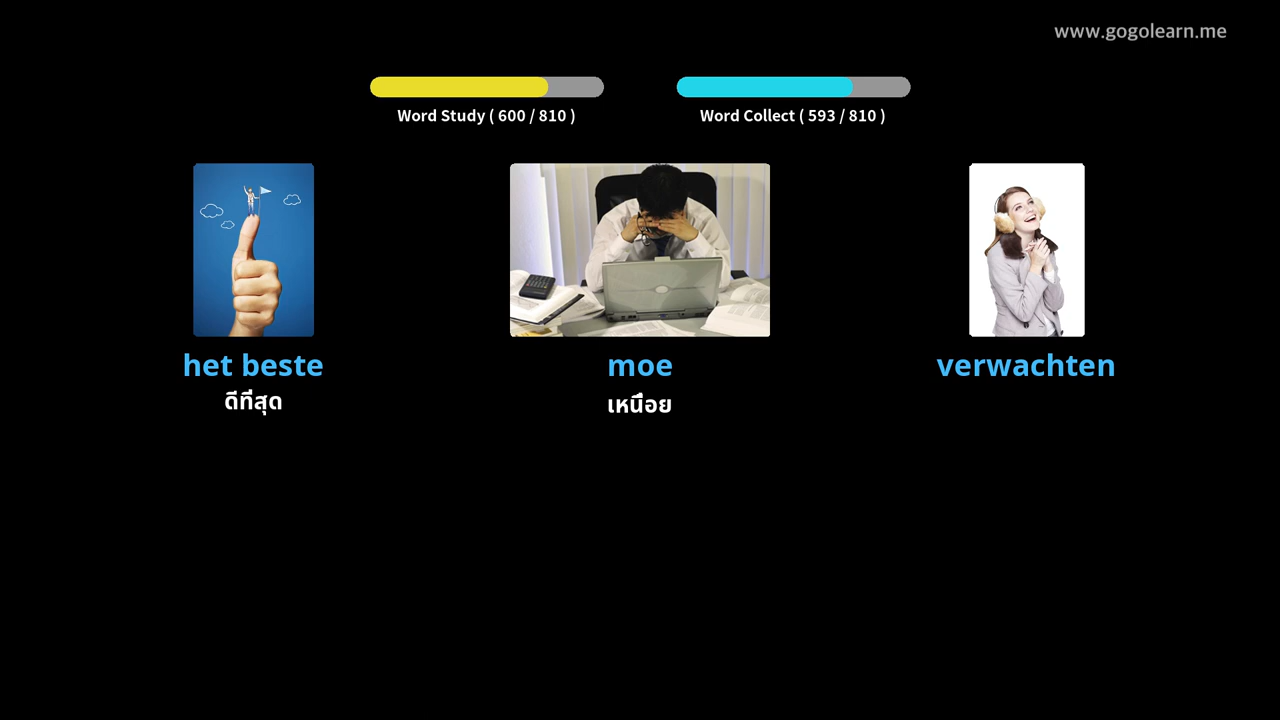 www.gogolearn.me
Word Study ( 600 / 810 )
Word Collect ( 593 / 810 )
het beste
moe
verwachten
ดีที่สุด
เหนื่อย